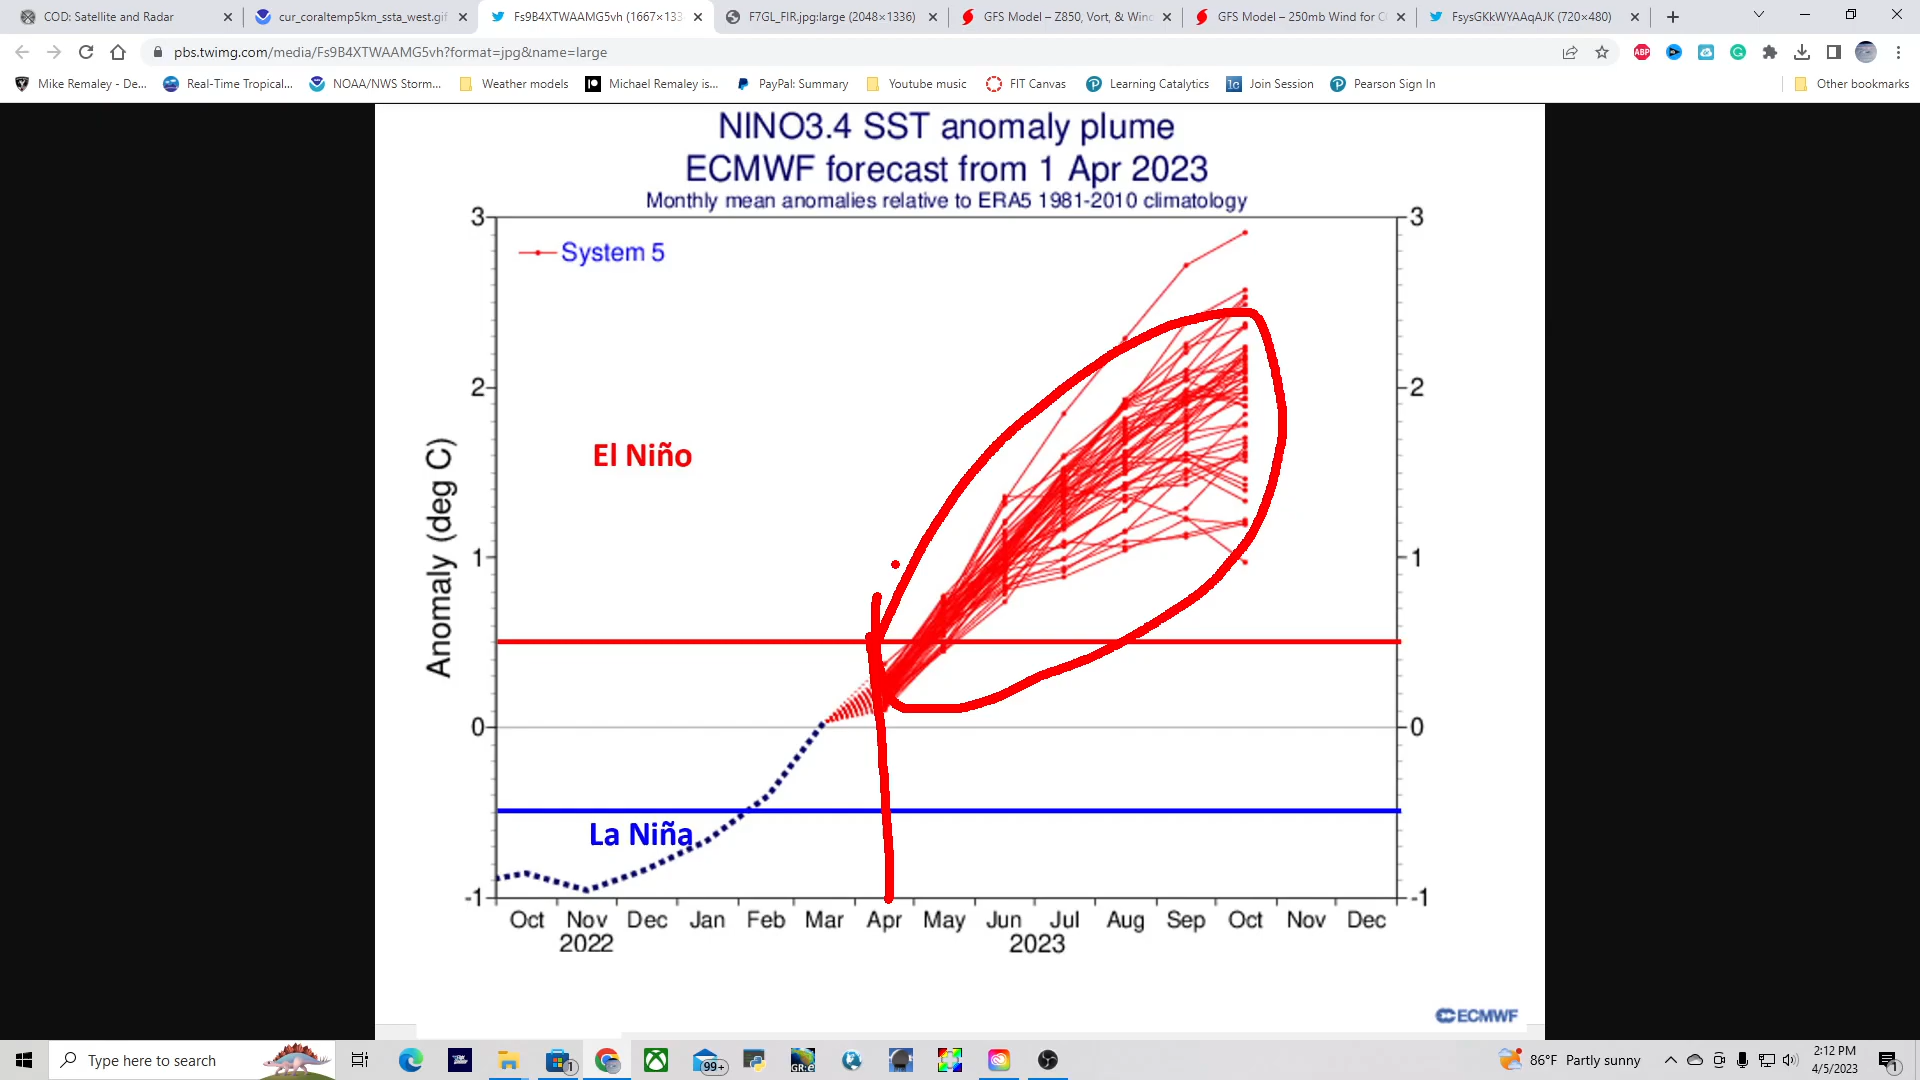 COD: Satellite and Radar
cur_coraltemp5km_ssta_west.gif
Fs9B4XTWAAMG5vh (1667×133
F7GL_FIR.jpg:large (2048×1336)
GFS Model – Z850, Vort, & Wind
GFS Model – 250mb Wind for
FsysGKkWYAAqAJK (720×480)
pbs.twimg.com/media/Fs9B4XTWAAMG5vh?format=jpg&name=large
ABP
Mike Remaley - De...
Real-Time Tropical...
NOAA/NWS Storm...
Weather models
Michael Remaley is...
PayPal: Summary
Youtube music
FIT Canvas
Learning Catalytics
Join Session
Pearson Sign In
Other bookmarks
NINO3.4 SST anomaly plume
ECMWF forecast from 1 Apr 2023
Monthly mean anomalies relative to ERA5 1981-2010 climatology
System 5
Anomaly (deg C)
3
2
1
0
-1
3
2
1
0
-1
El Niño
La Niña
Oct Nov Dec Jan Feb Mar Apr May Jun Jul Aug Sep Oct Nov Dec
2022 2023
ECMWF
Type here to search
1
99+
GR
86°F Partly sunny
2:12 PM
4/5/2023
1